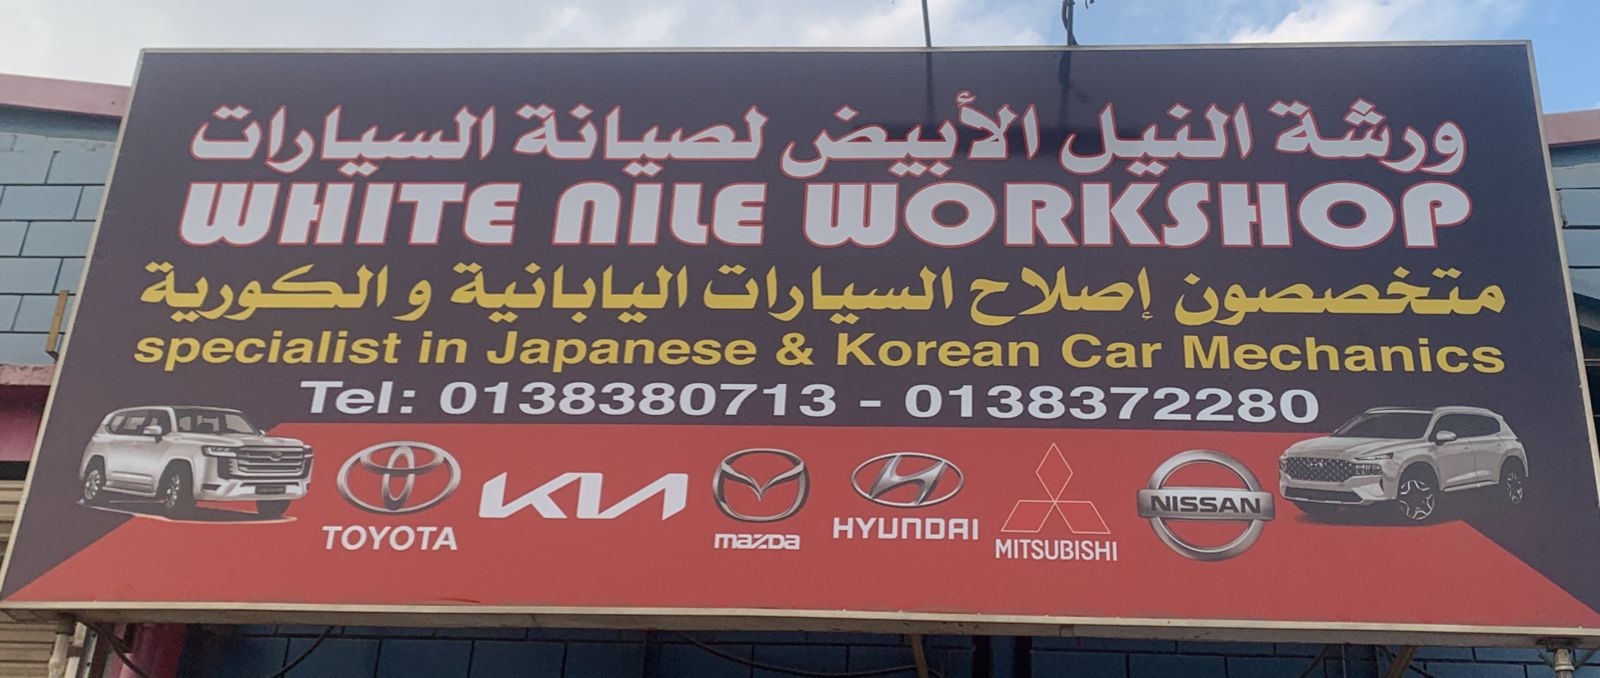 ورشة النيل الأبيض لصيانة السيارات
WHITE NILE WORKSHOP
متخصصون إصلاح السيارات اليابانية و الكورية
specialist in Japanese & Korean Car Mechanics
Tel: 0138380713 - 0138372280
TOYOTA
KIA
mazda
HYUNDAI
MITSUBISHI
NISSAN